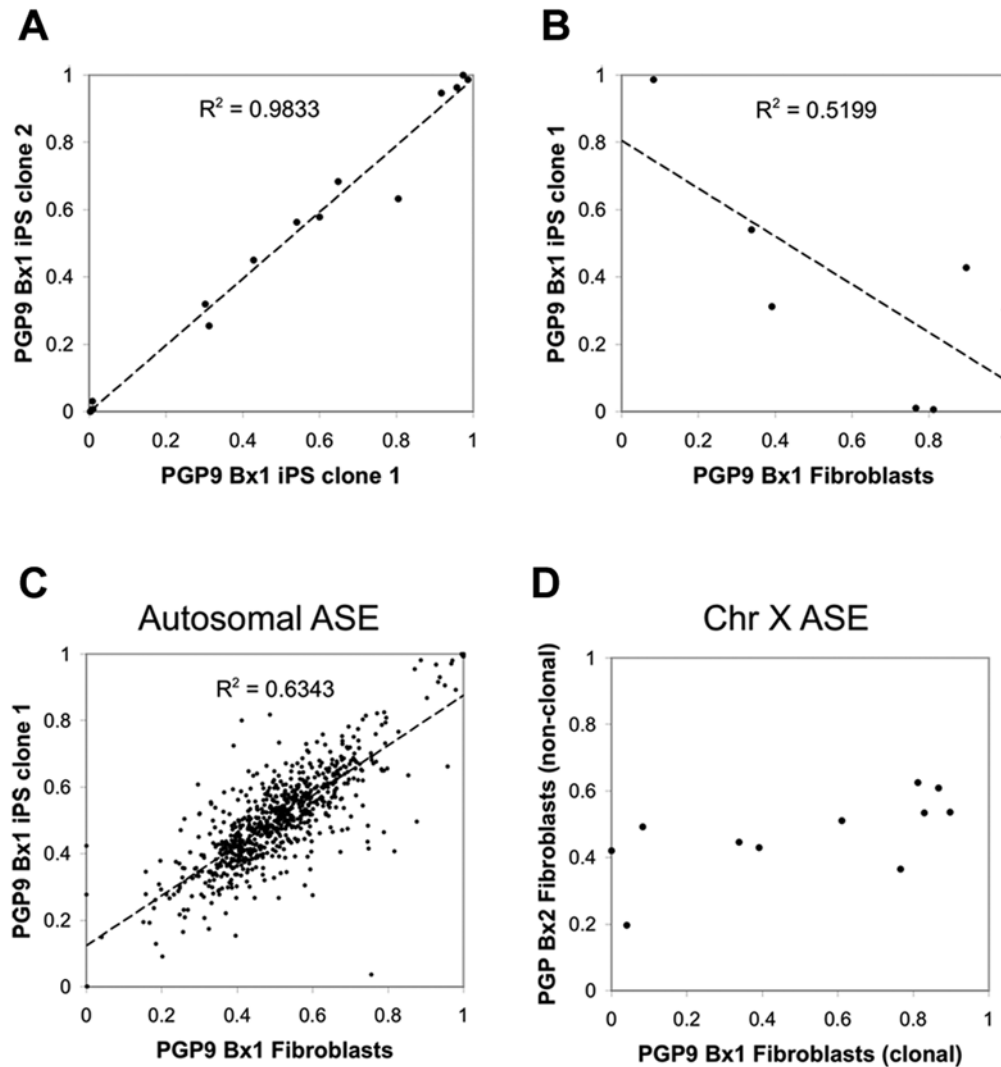 A
R² = 0.9833
PGP9 Bx1 iPS clone 2
1
0.8
0.6
0.4
0.2
0
0 0.2 0.4 0.6 0.8 1
PGP9 Bx1 iPS clone 1
B
R² = 0.5199
PGP9 Bx1 iPS clone 1
1
0.8
0.6
0.4
0.2
0
0 0.2 0.4 0.6 0.8
PGP9 Bx1 Fibroblasts
C
Autosomal ASE
R² = 0.6343
PGP9 Bx1 iPS clone 1
1
0.8
0.6
0.4
0.2
0
0 0.2 0.4 0.6 0.8 1
PGP9 Bx1 Fibroblasts
D
Chr X ASE
PGP Bx2 Fibroblasts (non-clonal)
1
0.8
0.6
0.4
0.2
0
0 0.2 0.4 0.6 0.8 1
PGP9 Bx1 Fibroblasts (clonal)